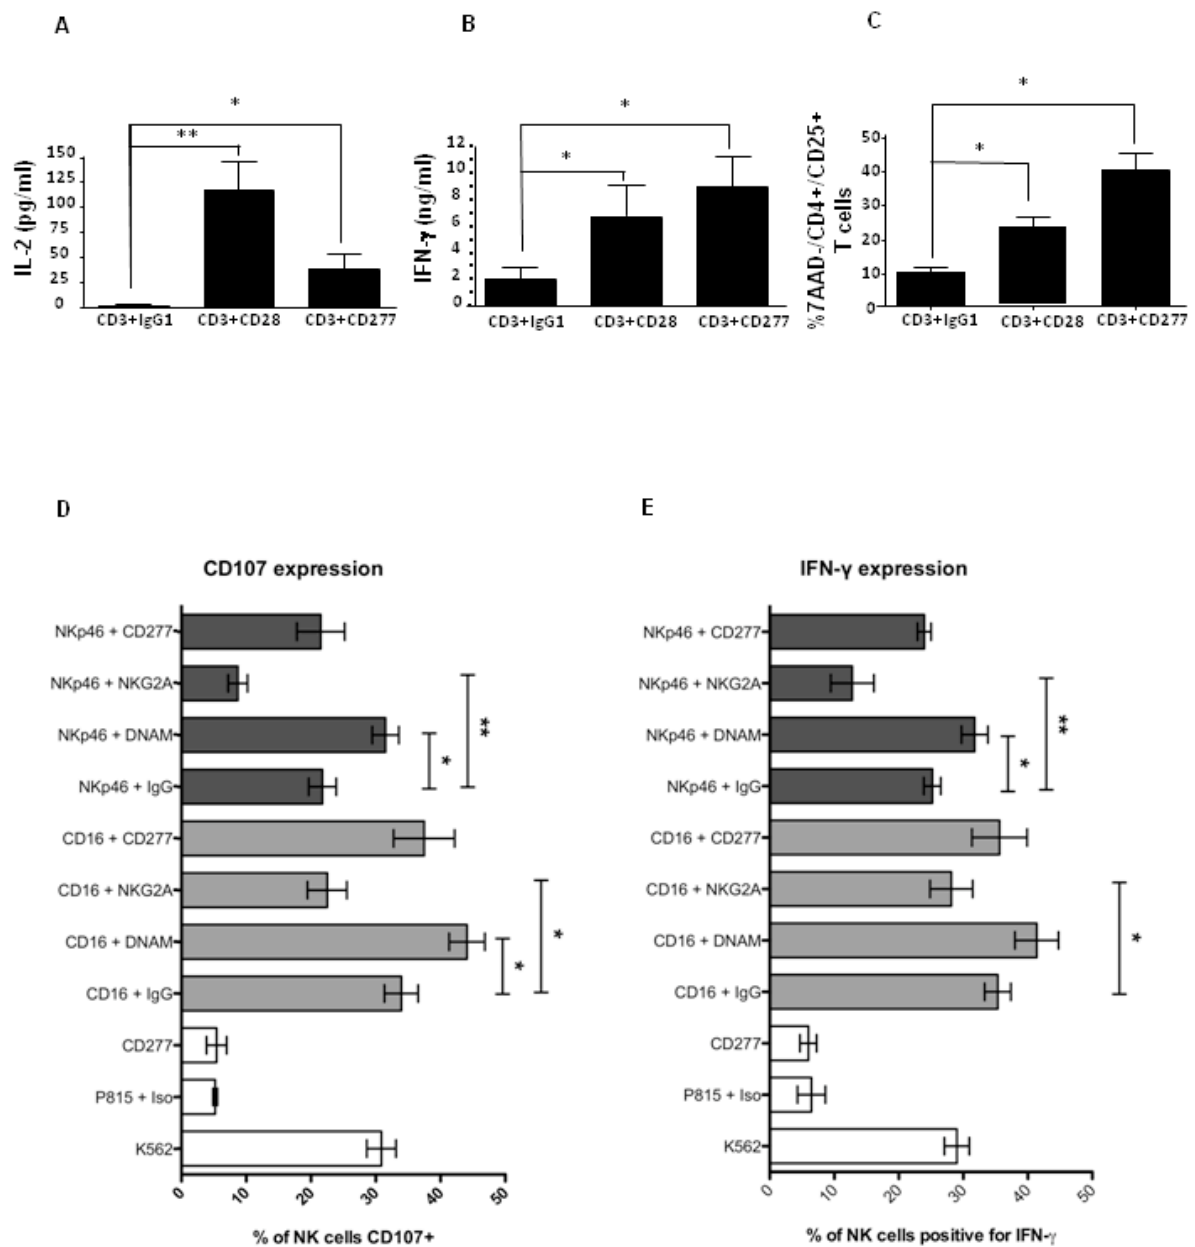 A
B
C
*
**
IL-2 (pg/ml)
150
125
100
75
50
25
0
CD3+IgG1 CD3+CD28 CD3+CD277
*
*
IFN-γ (ng/ml)
12
10
8
6
4
2
0
CD3+IgG1 CD3+CD28 CD3+CD277
*
*
%7AAD-/CD4+/CD25+
T cells
50
40
30
20
10
0
CD3+IgG1 CD3+CD28 CD3+CD277
D
CD107 expression
NKp46 + CD277
NKp46 + NKG2A
NKp46 + DNAM
NKp46 + IgG
CD16 + CD277
CD16 + NKG2A
CD16 + DNAM
CD16 + IgG
CD277
P815 + Iso
K562
**
*
*
*
0 10 20 30 40 50
% of NK cells CD107+
E
IFN-γ expression
NKp46 + CD277
NKp46 + NKG2A
NKp46 + DNAM
NKp46 + IgG
CD16 + CD277
CD16 + NKG2A
CD16 + DNAM
CD16 + IgG
CD277
P815 + Iso
K562
**
*
*
0 10 20 30 40 50
% of NK cells positive for IFN-γ